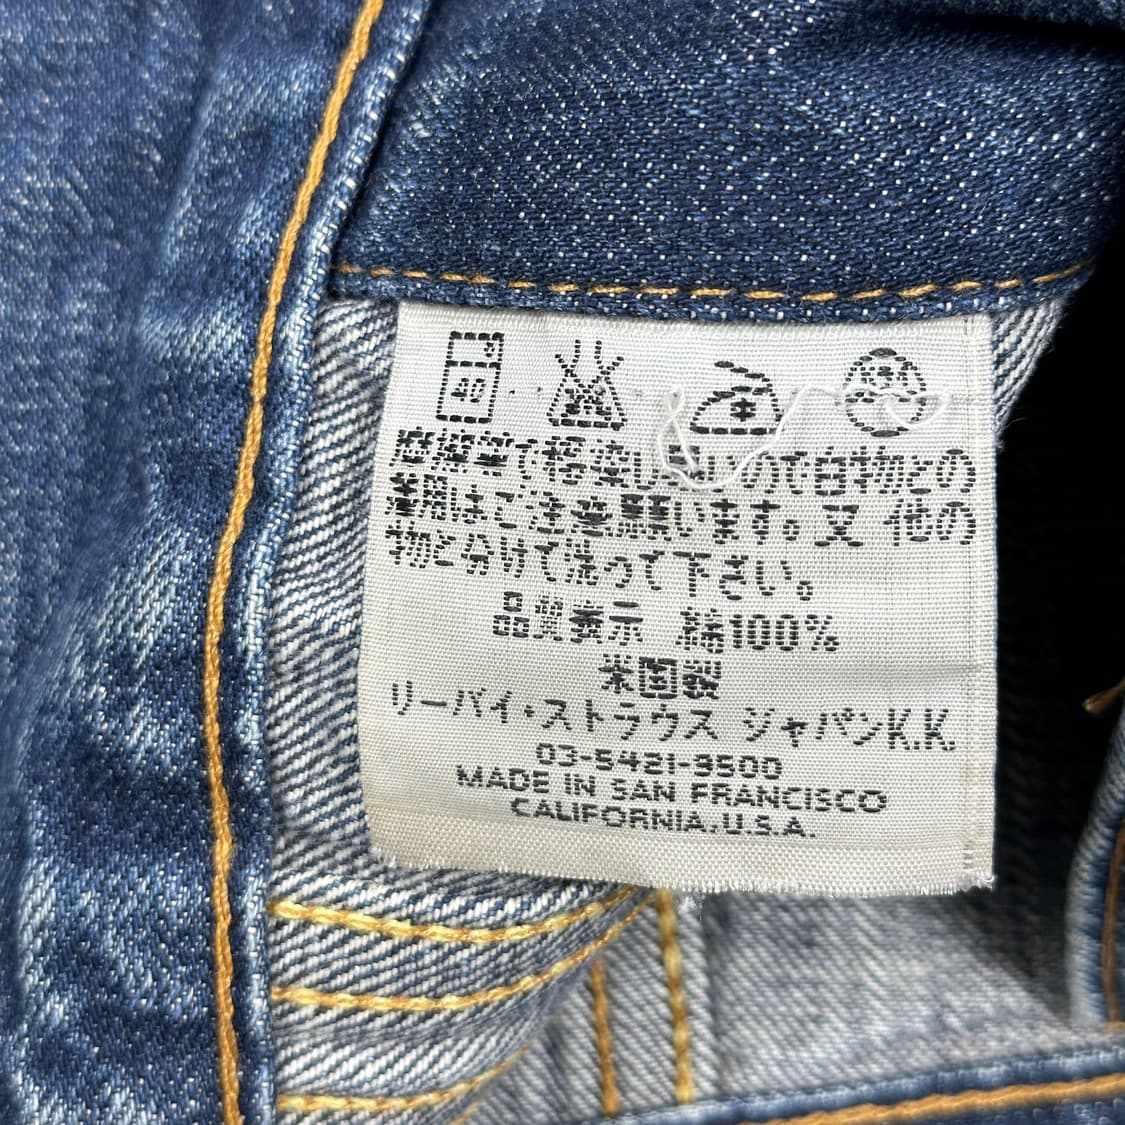 40
摩擦等で移染し易いので白物との
着用はご注意願います。又 他の
物と分けて洗って下さい。
品質表示 綿100%
米国製
リーバイ・ストラウス ジャパンK.K.
03-5421-9500
MADE IN SAN FRANCISCO
CALIFORNIA, U.S.A.